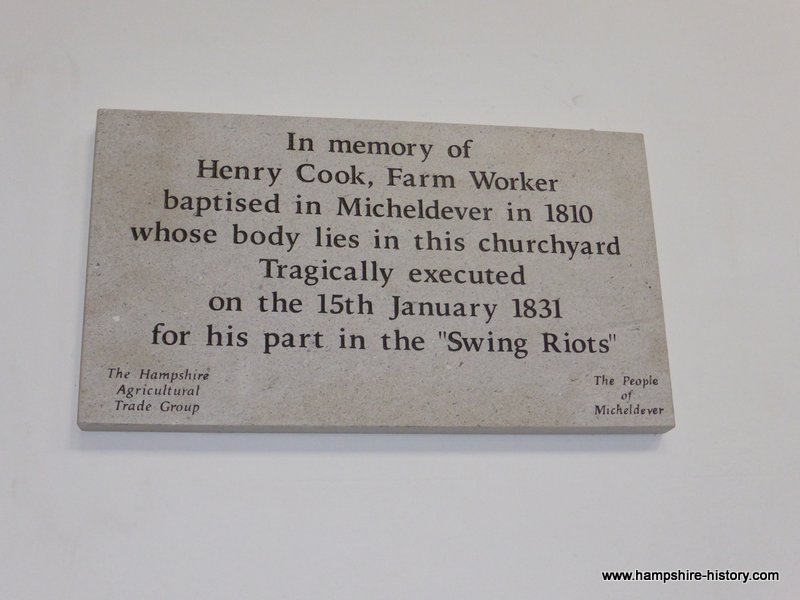 In memory of
Henry Cook, Farm Worker
baptised in Micheldever in 1810
whose body lies in this churchyard
Tragically executed
on the 15th January 1831
for his part in the "Swing Riots"
The Hampshire
Agricultural
Trade Group
The People
of
Micheldever
www.hampshire-history.com